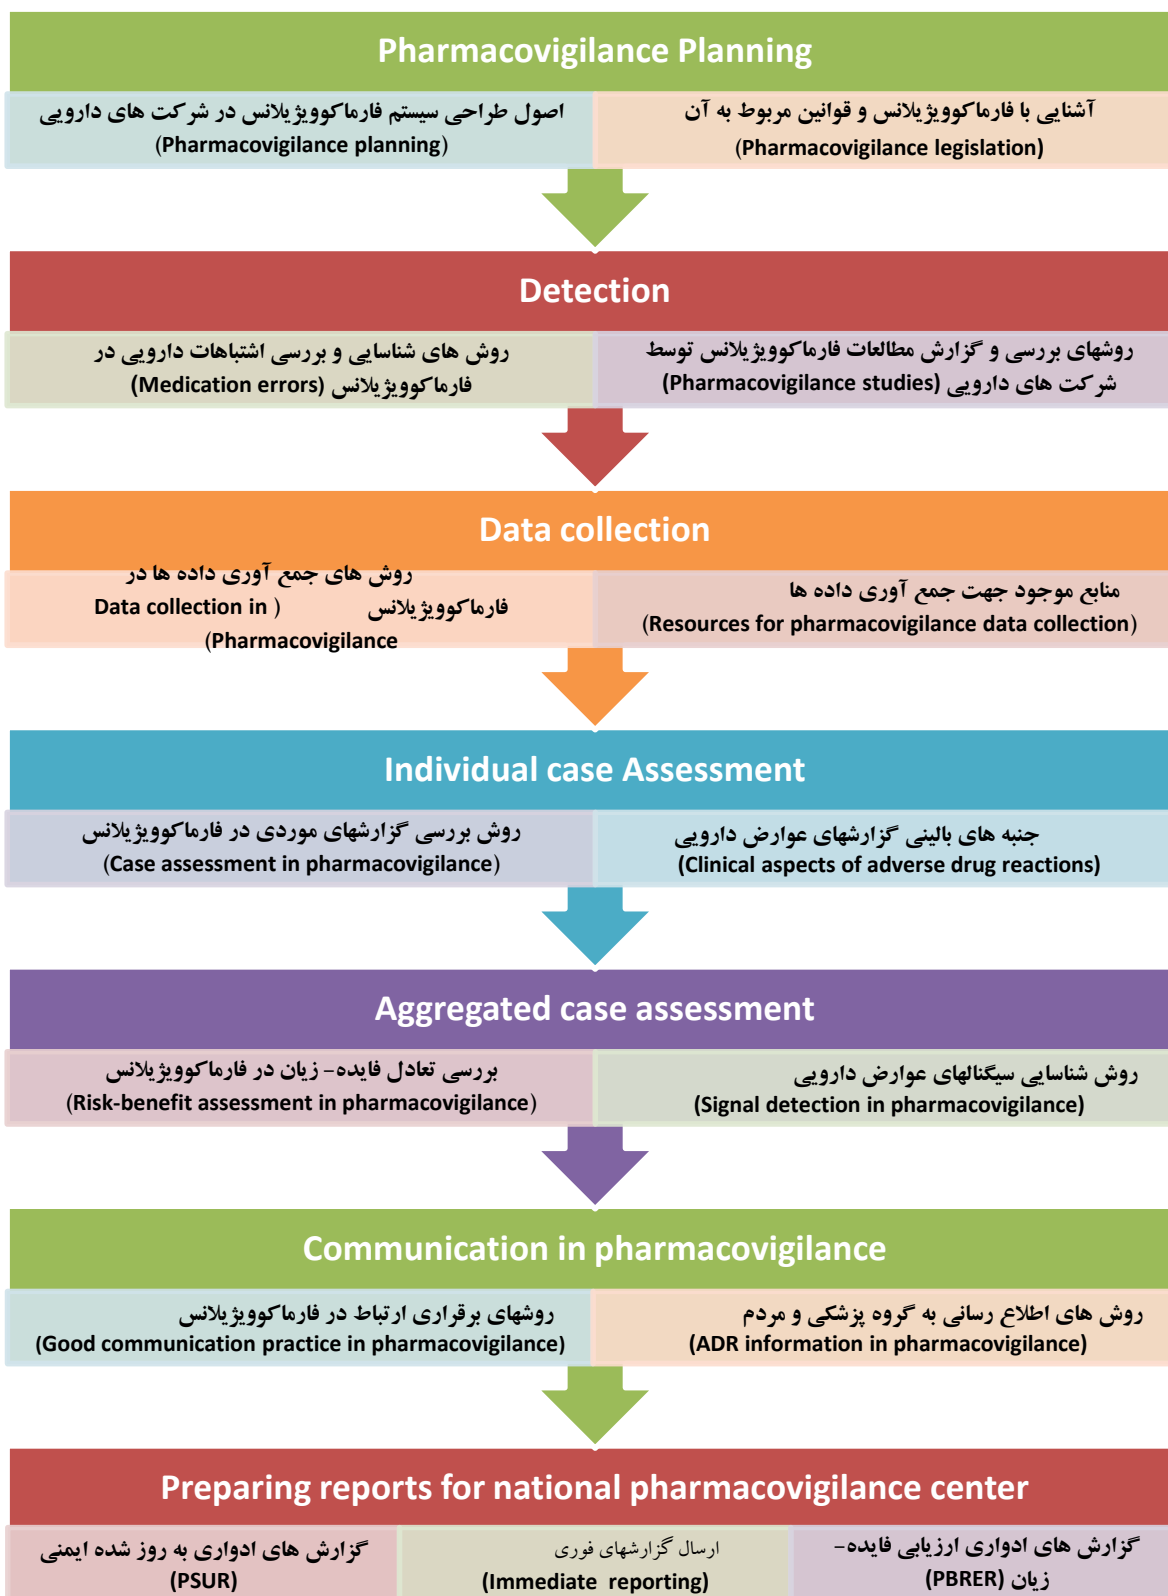 Pharmacovigilance Planning
آشنایی با فارماکوویژیلانس و قوانین مربوط به آن
(Pharmacovigilance legislation)
اصول طراحی سیستم فارماکوویژیلانس در شرکت های دارویی
(Pharmacovigilance planning)
Detection
روشهای بررسی و گزارش مطالعات فارماکوویژیلانس توسط
شرکت های دارویی (Pharmacovigilance studies)
روش های شناسایی و بررسی اشتباهات دارویی در
فارماکوویژیلانس (Medication errors)
Data collection
منابع موجود جهت جمع آوری داده ها
(Resources for pharmacovigilance data collection)
روش های جمع آوری داده ها در
فارماکوویژیلانس (Data collection in
Pharmacovigilance)
Individual case Assessment
جنبه های بالینی گزارشهای عوارض دارویی
(Clinical aspects of adverse drug reactions)
روش بررسی گزارشهای موردی در فارماکوویژیلانس
(Case assessment in pharmacovigilance)
Aggregated case assessment
روش شناسایی سیگنالهای عوارض دارویی
(Signal detection in pharmacovigilance)
بررسی تعادل فایده- زیان در فارماکوویژیلانس
(Risk-benefit assessment in pharmacovigilance)
Communication in pharmacovigilance
روش های اطلاع رسانی به گروه پزشکی و مردم
(ADR information in pharmacovigilance)
روشهای برقراری ارتباط در فارماکوویژیلانس
(Good communication practice in pharmacovigilance)
Preparing reports for national pharmacovigilance center
گزارش های ادواری ارزیابی فایده-
زیان (PBRER)
ارسال گزارشهای فوری
(Immediate reporting)
گزارش های ادواری به روز شده ایمنی
(PSUR)